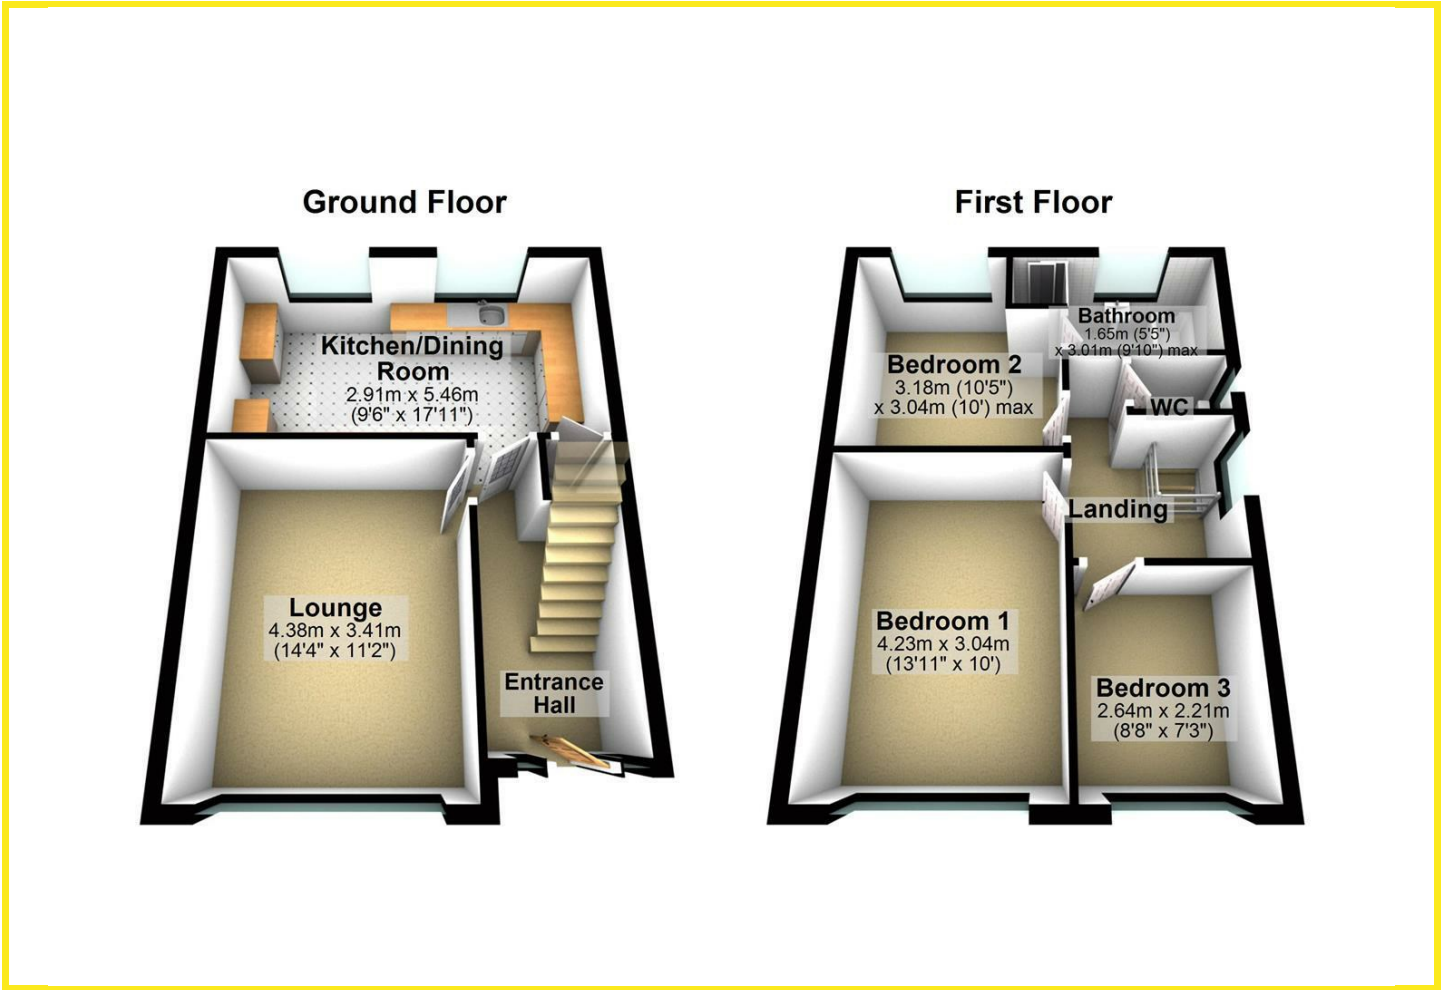 Ground Floor
Kitchen/Dining
Room
2.91m x 5.46m
(9'6" x 17'11")
Lounge
4.38m x 3.41m
(14'4" x 11'2")
Entrance
Hall
First Floor
Bathroom
1.65m (5'5")
x 3.01m (9'10") max
Bedroom 2
3.18m (10'5")
x 3.04m (10') max
WC
Landing
Bedroom 1
4.23m x 3.04m
(13'11" x 10')
Bedroom 3
2.64m x 2.21m
(8'8" x 7'3")